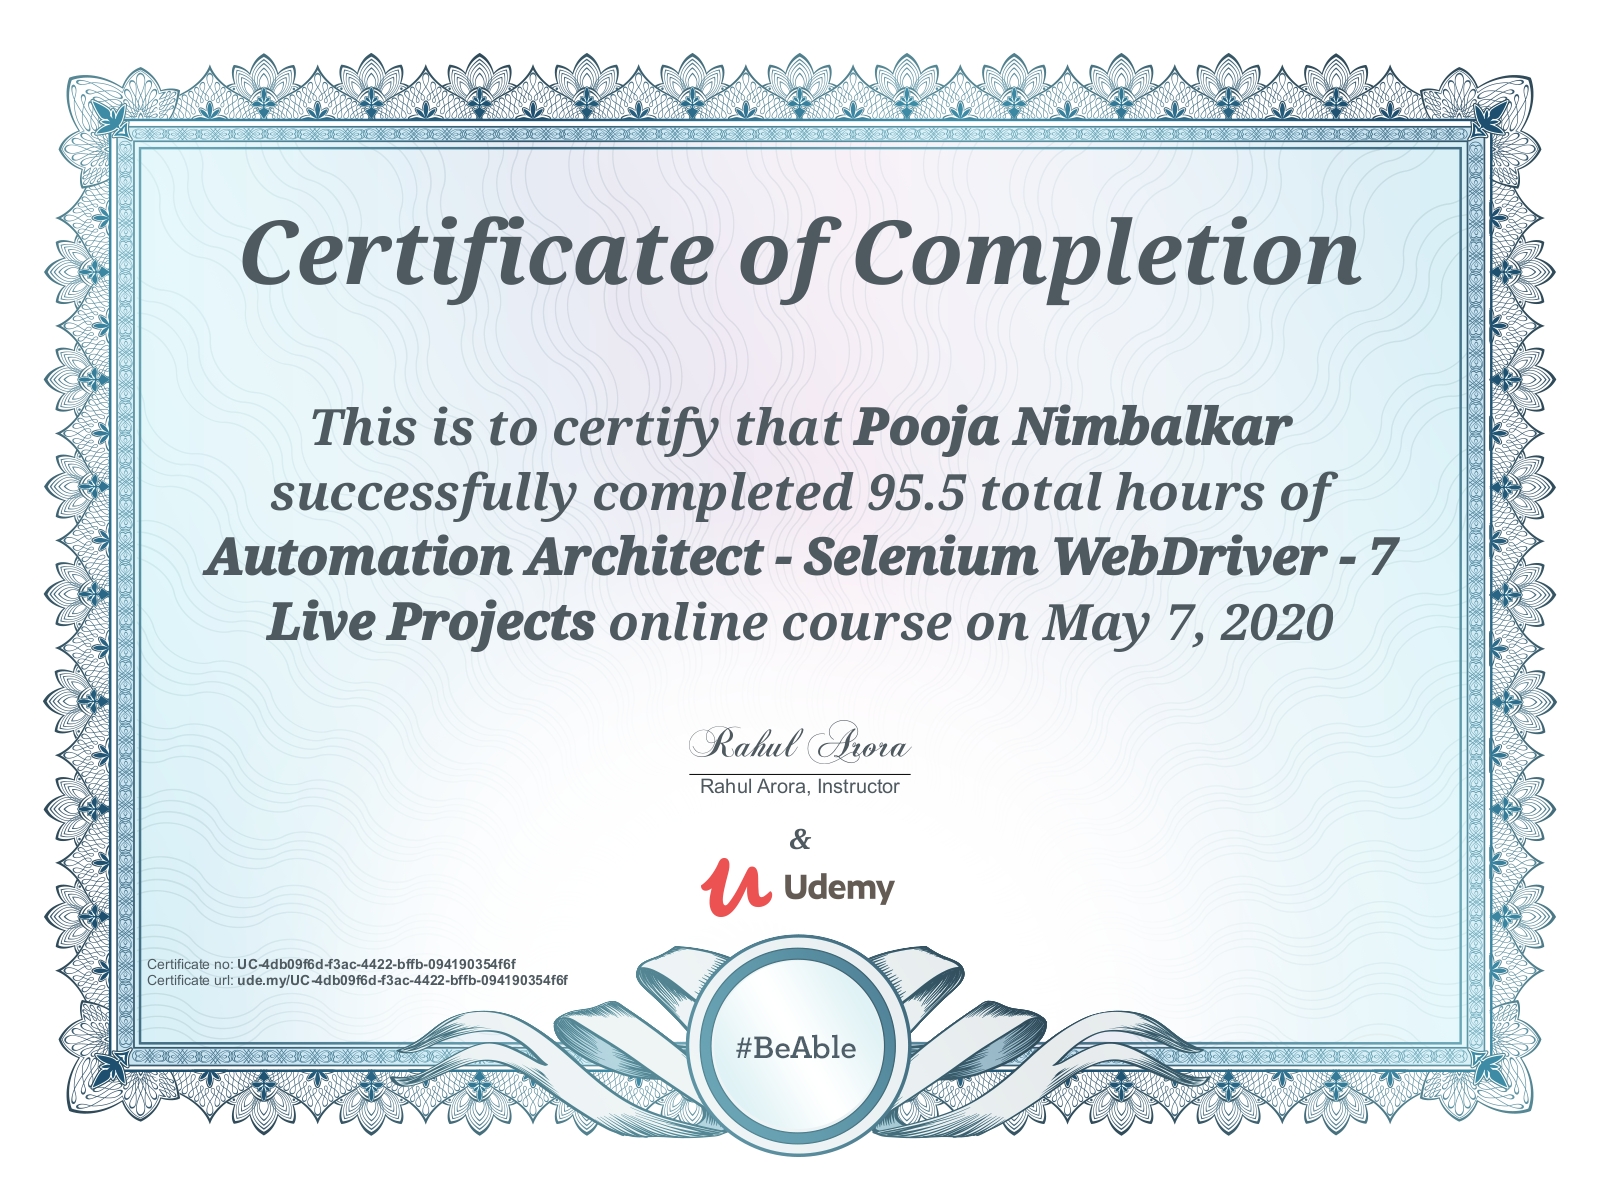 Certificate of Completion
This is to certify that Pooja Nimbalkar
successfully completed 95.5 total hours of
Automation Architect - Selenium WebDriver - 7
Live Projects online course on May 7, 2020
Rahul Arora
Rahul Arora, Instructor
&
Udemy
Certificate no: UC-4db09f6d-f3ac-4422-bffb-094190354f6f
Certificate url: ude.my/UC-4db09f6d-f3ac-4422-bffb-094190354f6f
#BeAble